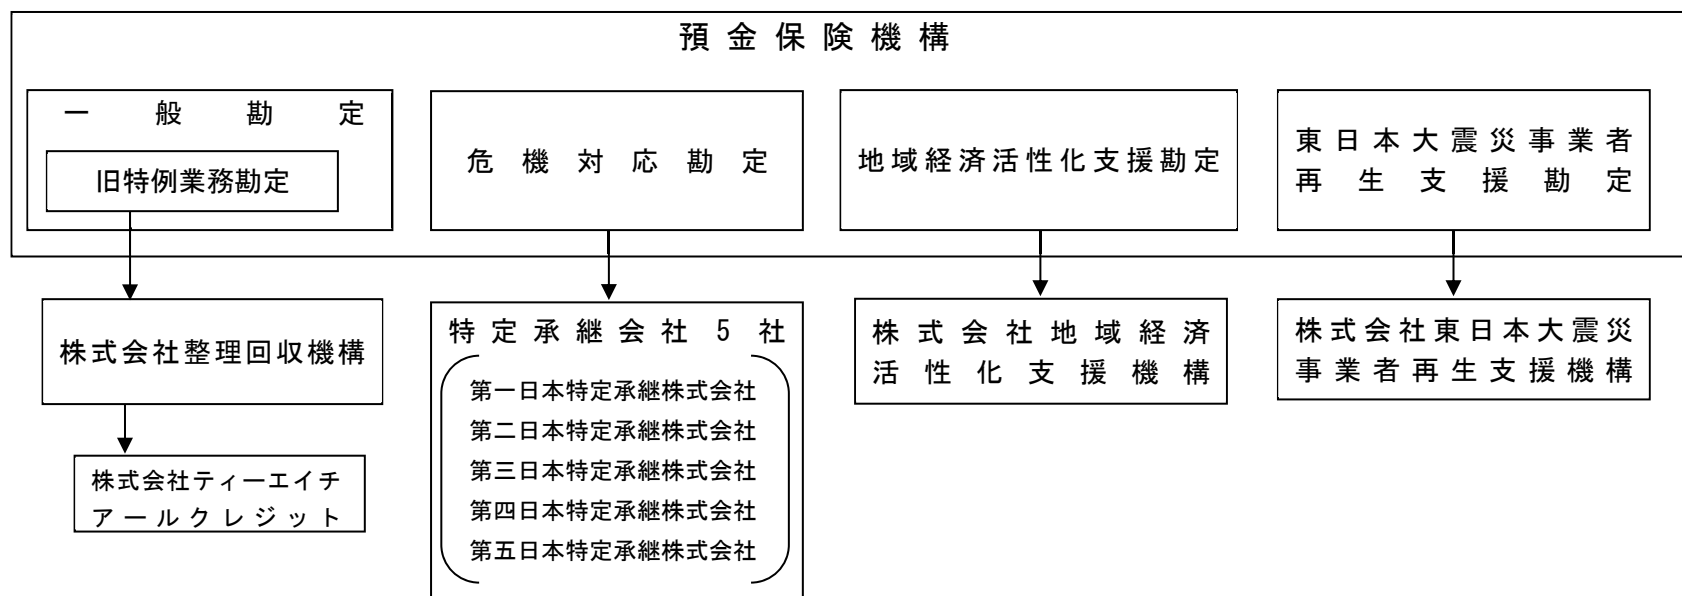 預金保険機構
一般勘定
旧特例業務勘定
危機対応勘定
地域経済活性化支援勘定
東日本大震災事業者
再生支援勘定
株式会社整理回収機構
株式会社ティーエイチ
アールクレジット
特定承継会社5社
第一日本特定承継株式会社
第二日本特定承継株式会社
第三日本特定承継株式会社
第四日本特定承継株式会社
第五日本特定承継株式会社
株式会社地域経済
活性化支援機構
株式会社東日本大震災
事業者再生支援機構